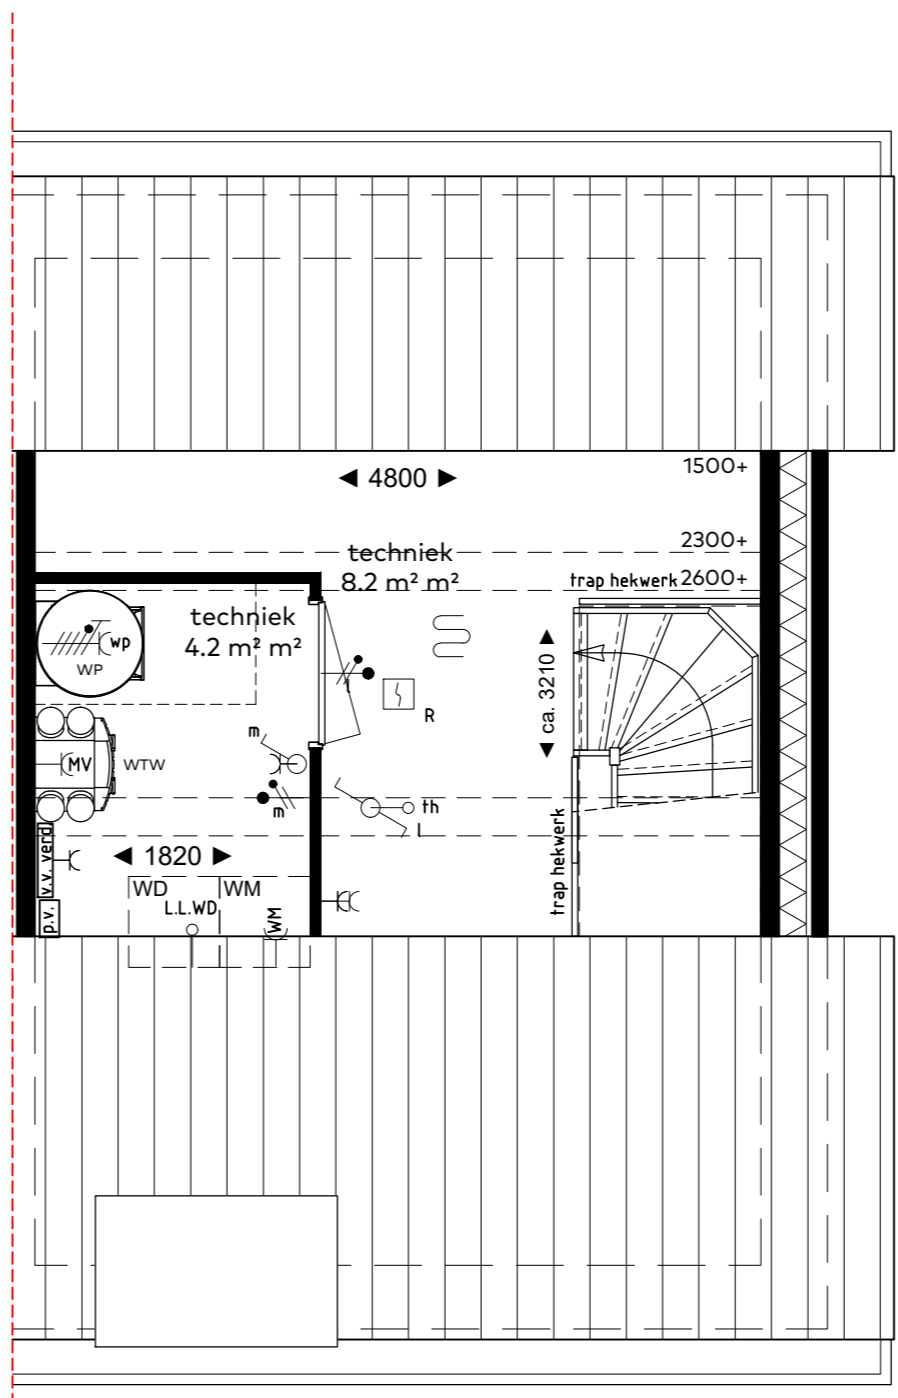 1500+
◄ 4800 ►
2300+
techniek
8.2 m² m²
trap hekwerk
2600+
techniek
4.2 m² m²
wp
WP
◄ ca. 3210 ►
R
m
MV
WTW
m
th
l
trap hekwerk
v.v. verd
◄ 1820 ►
WD
WM
L.L.WD
WM
p.v.